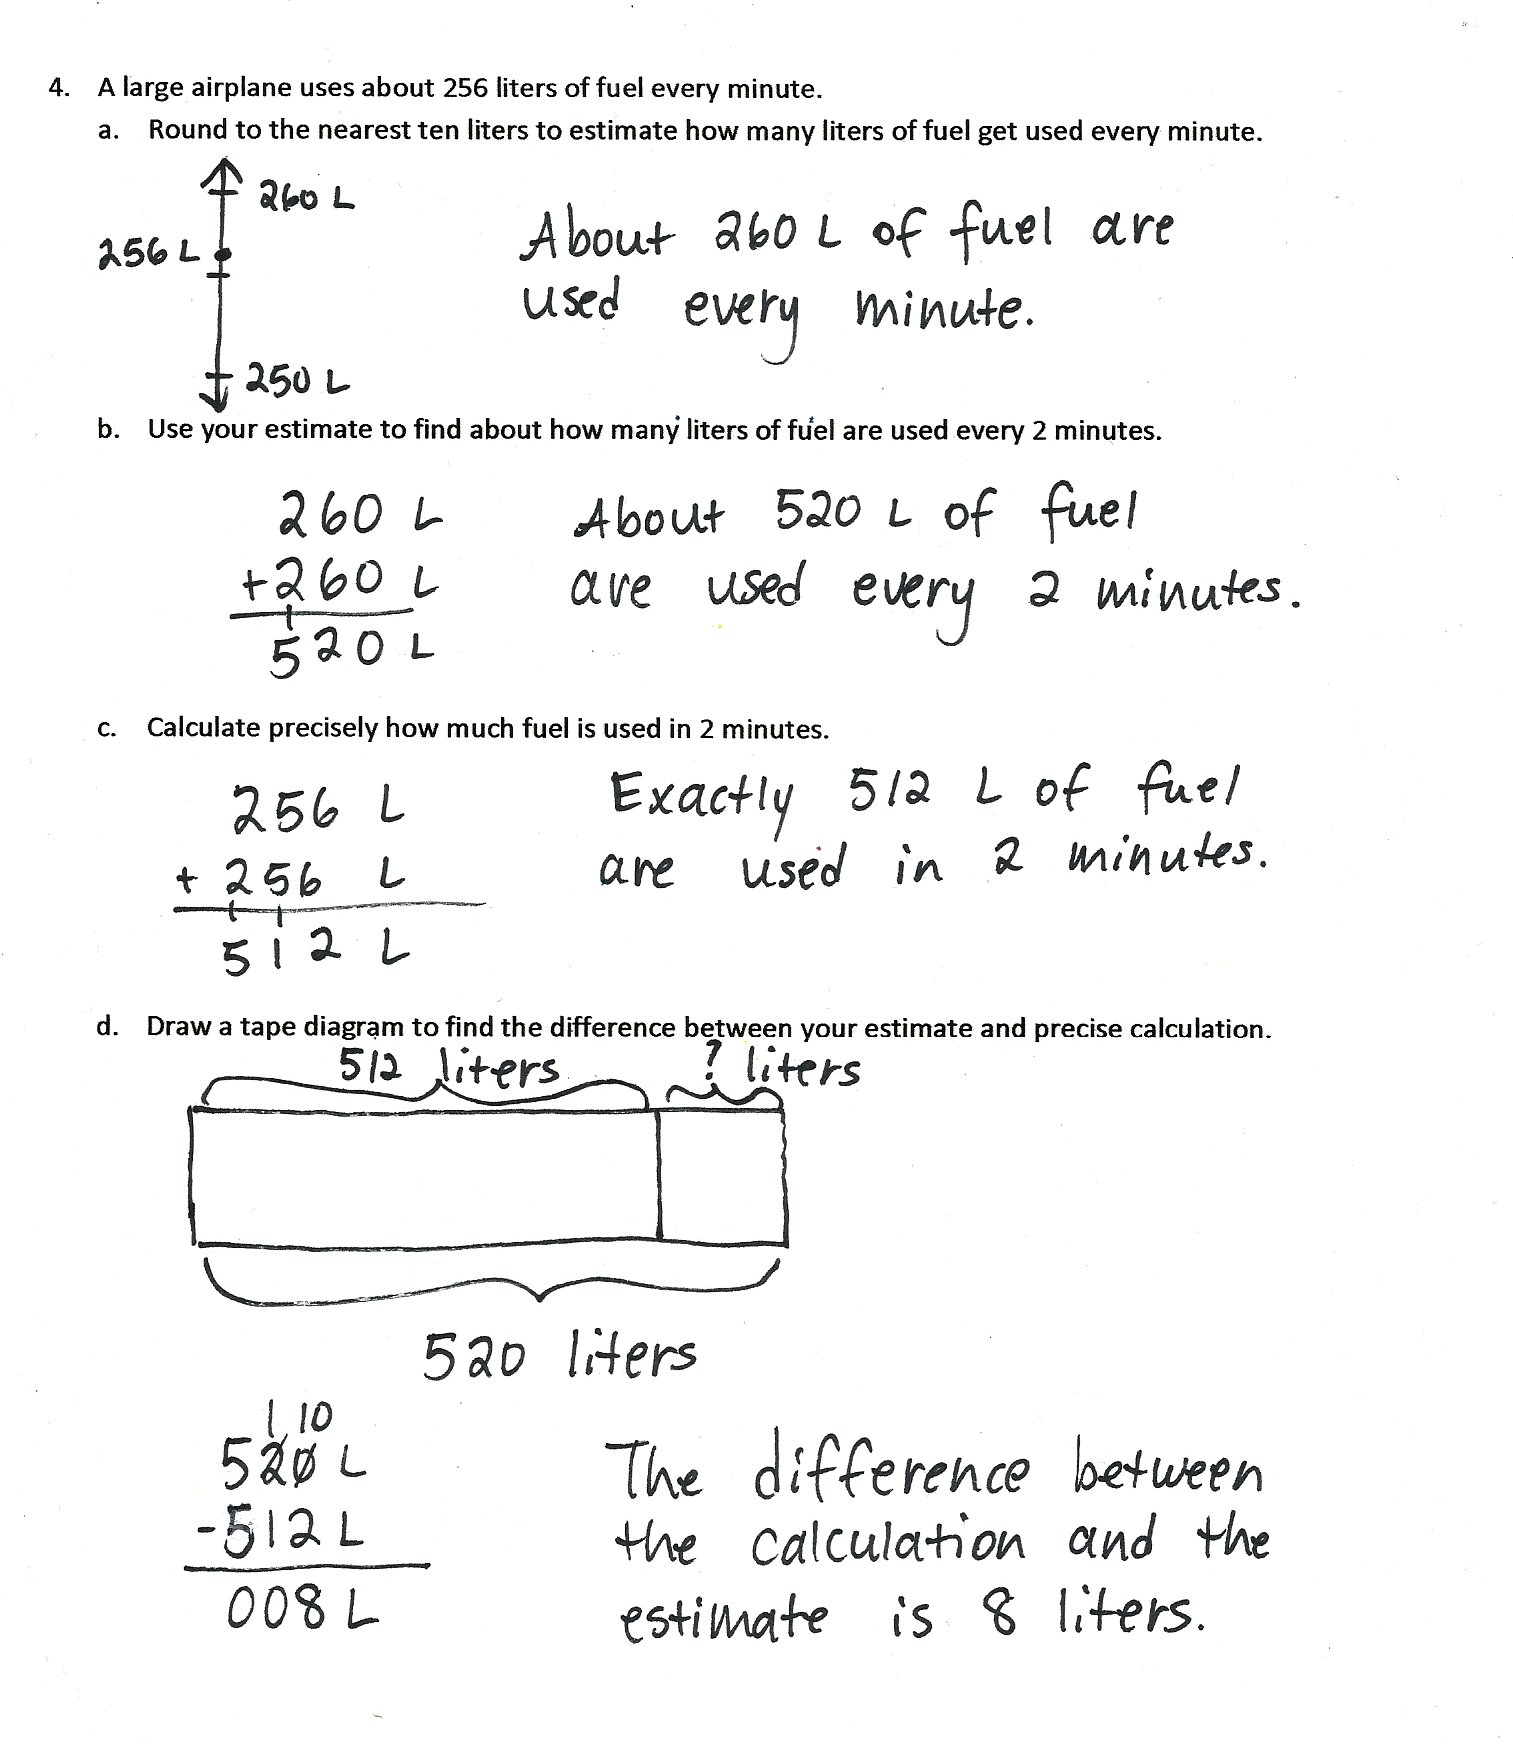 4. A large airplane uses about 256 liters of fuel every minute.
a. Round to the nearest ten liters to estimate how many liters of fuel get used every minute.
260 L
256 L
250 L
About 260 L of fuel are
used every minute.
b. Use your estimate to find about how many liters of fuel are used every 2 minutes.
260 L
+260 L
1
520 L
About 520 L of fuel
are used every 2 minutes.
c. Calculate precisely how much fuel is used in 2 minutes.
256 L
+ 256 L
1 1
512 L
Exactly 512 L of fuel
are used in 2 minutes.
d. Draw a tape diagram to find the difference between your estimate and precise calculation.
512 liters ? liters
520 liters
1 10
520 L
-512 L
008 L
The difference between
the calculation and the
estimate is 8 liters.